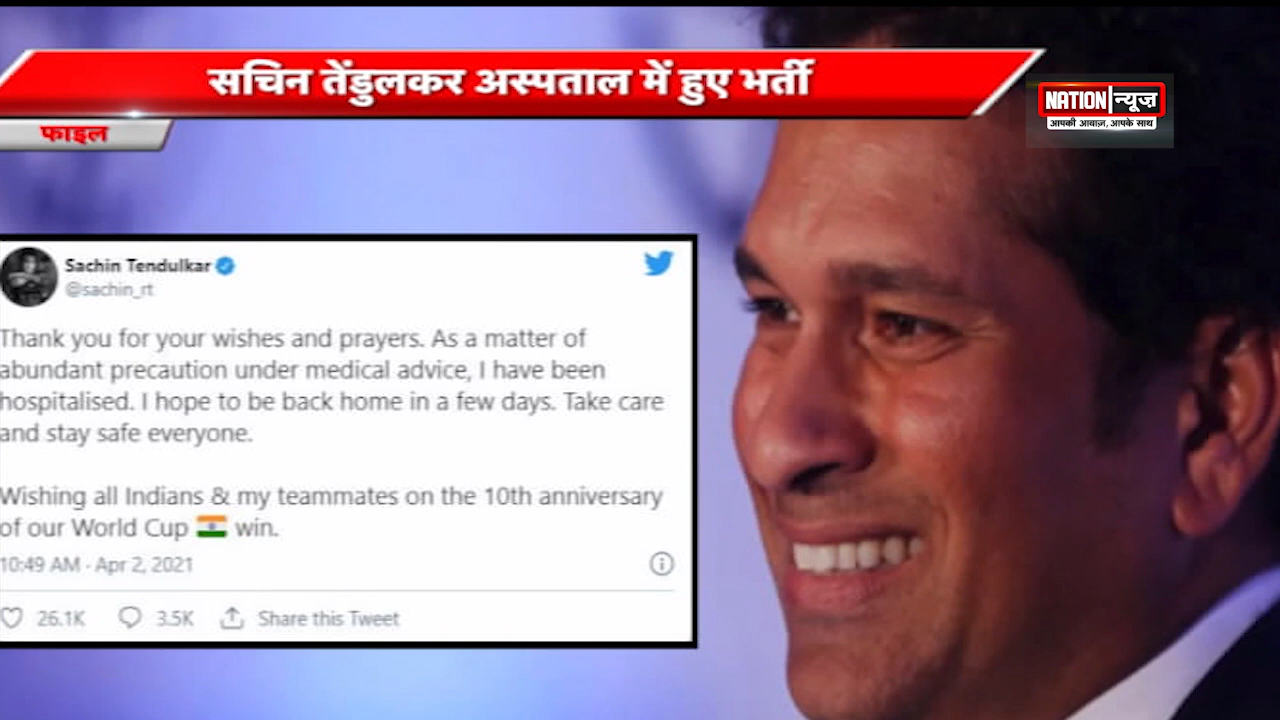 सचिन तेंडुलकर अस्पताल में हुए भर्ती
NATION न्यूज़
आपकी आवाज़, आपके साथ
फाइल
Sachin Tendulkar
@sachin_rt
Thank you for your wishes and prayers. As a matter of
abundant precaution under medical advice, I have been
hospitalised. I hope to be back home in a few days. Take care
and stay safe everyone.
Wishing all Indians & my teammates on the 10th anniversary
of our World Cup 🇮🇳 win.
10:49 AM · Apr 2, 2021
26.1K 3.5K Share this Tweet